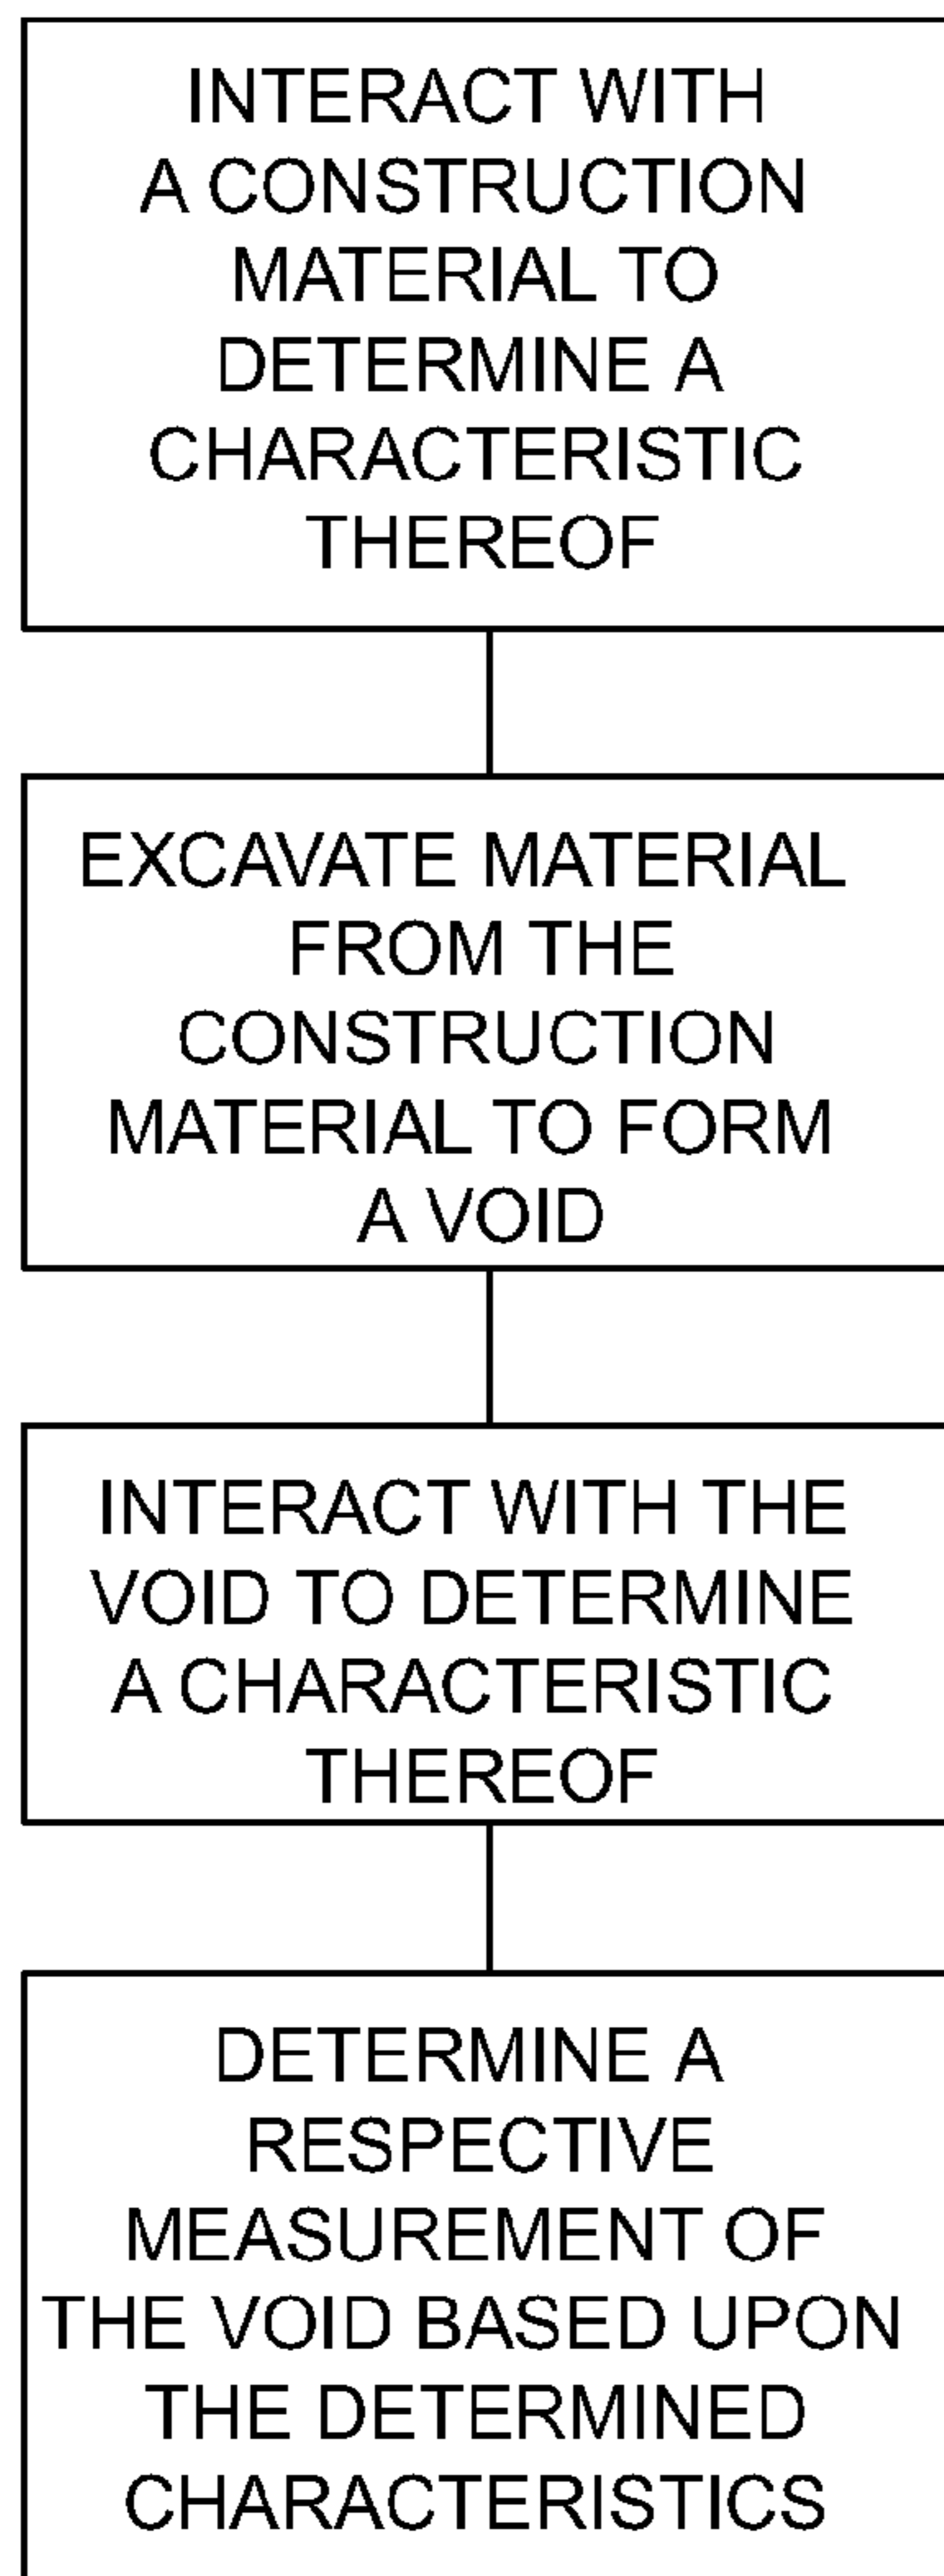 INTERACT WITH
A CONSTRUCTION
MATERIAL TO
DETERMINE A
CHARACTERISTIC
THEREOF
EXCAVATE MATERIAL
FROM THE
CONSTRUCTION
MATERIAL TO FORM
A VOID
INTERACT WITH THE
VOID TO DETERMINE
A CHARACTERISTIC
THEREOF
DETERMINE A
RESPECTIVE
MEASUREMENT OF
THE VOID BASED UPON
THE DETERMINED
CHARACTERISTICS